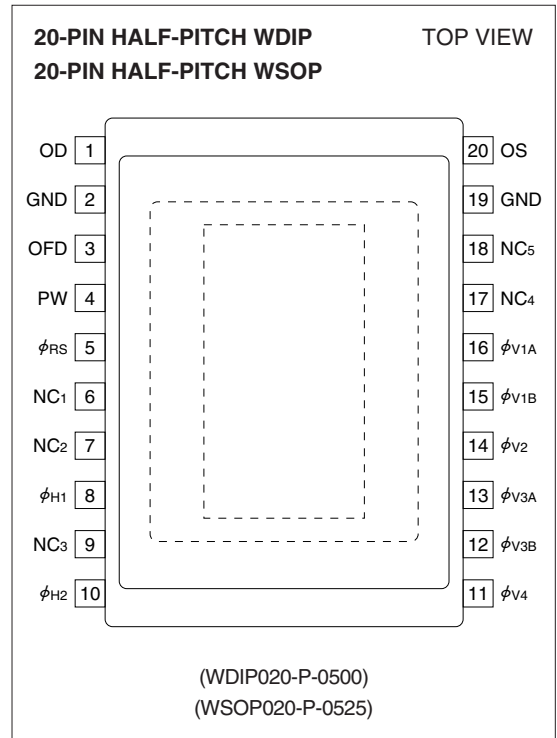 20-PIN HALF-PITCH WDIP TOP VIEW
20-PIN HALF-PITCH WSOP
OD 1 20 OS
GND 2 19 GND
OFD 3 18 NC5
PW 4 17 NC4
ϕRS 5 16 ϕV1A
NC1 6 15 ϕV1B
NC2 7 14 ϕV2
ϕH1 8 13 ϕV3A
NC3 9 12 ϕV3B
ϕH2 10 11 ϕV4
(WDIP020-P-0500)
(WSOP020-P-0525)